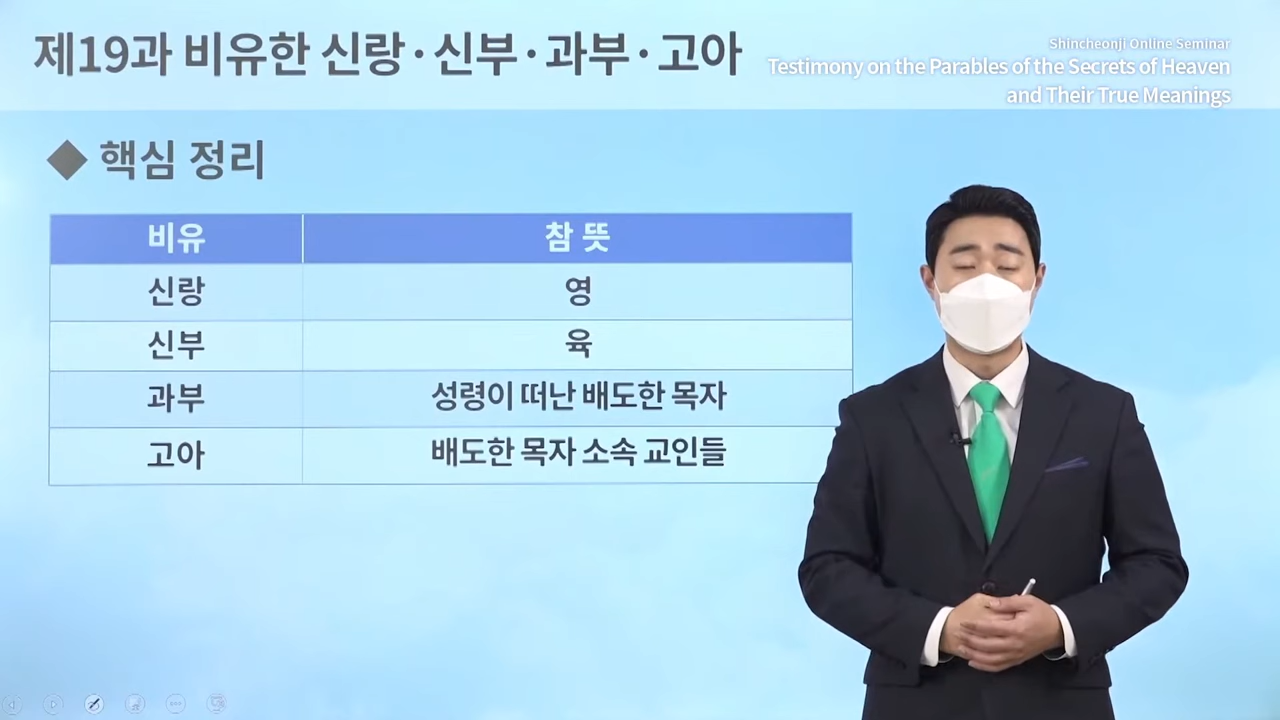 제19과 비유한 신랑·신부·과부·고아
Shincheonji Online Seminar
Testimony on the Parables of the Secrets of Heaven
and Their True Meanings
◆ 핵심 정리
비유 참 뜻
신랑 영
신부 육
과부 성령이 떠난 배도한 목자
고아 배도한 목자 소속 교인들